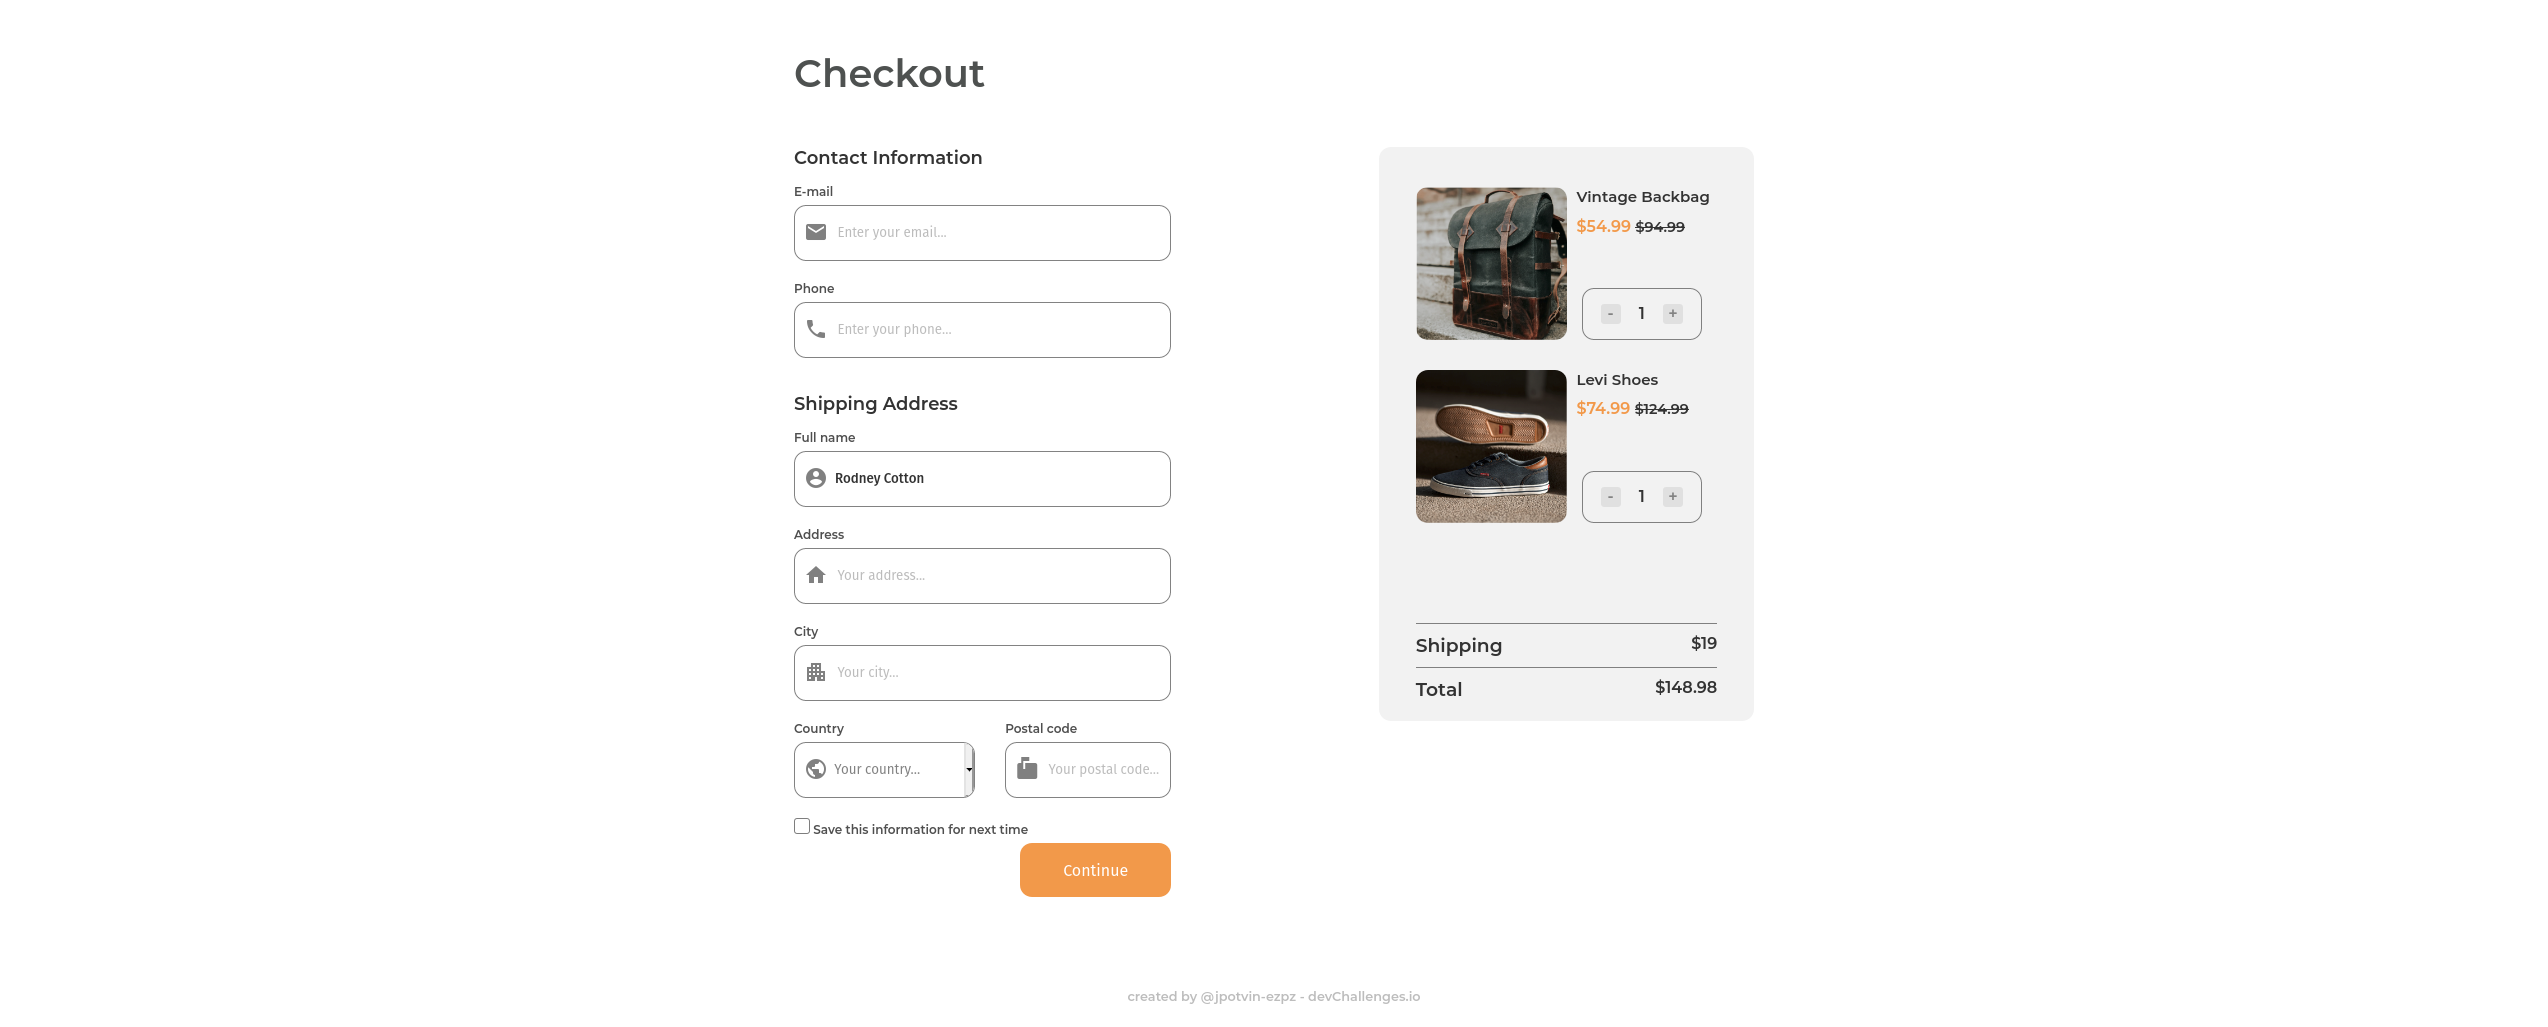 Checkout
Contact Information
E-mail
Enter your email...
Phone
Enter your phone...
Shipping Address
Full name
Rodney Cotton
Address
Your address...
City
Your city...
Country
Your country...
Postal code
Your postal code...
Save this information for next time
Continue
Vintage Backbag
$54.99 $94.99
- 1 +
Levi Shoes
$74.99 $124.99
- 1 +
Shipping $19
Total $148.98
created by @jpotvin-ezpz - devChallenges.io